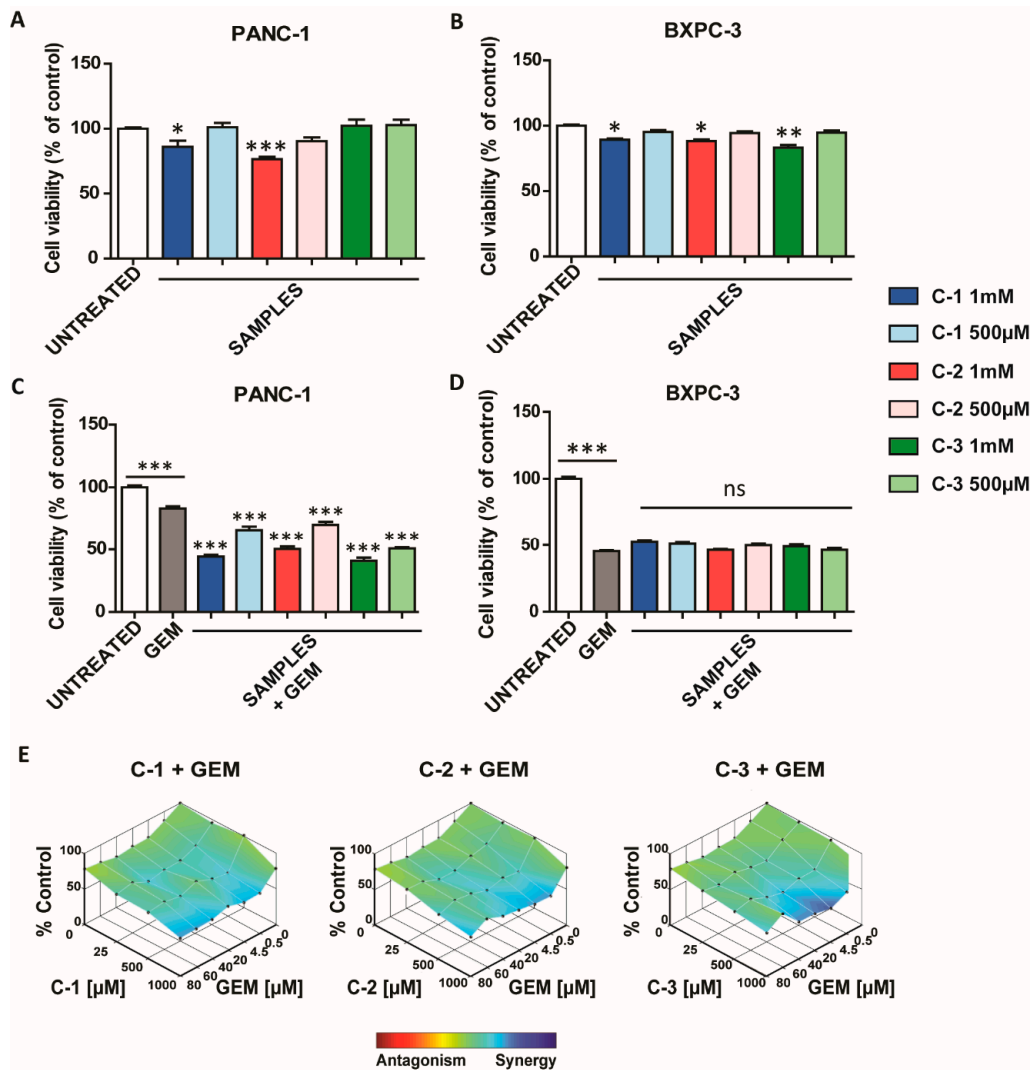 A
PANC-1
Cell viability (% of control)
150
100
50
0
*
***
UNTREATED
SAMPLES
B
BXPC-3
Cell viability (% of control)
150
100
50
0
*
*
**
UNTREATED
SAMPLES
C-1 1mM
C-1 500µM
C-2 1mM
C-2 500µM
C-3 1mM
C-3 500µM
C
PANC-1
Cell viability (% of control)
150
100
50
0
***
***
***
***
***
***
***
UNTREATED
GEM
SAMPLES
+ GEM
D
BXPC-3
Cell viability (% of control)
150
100
50
0
***
ns
UNTREATED
GEM
SAMPLES
+ GEM
E
C-1 + GEM
% Control
100
50
0
0
25
500
1000
C-1 [µM]
80
60
40
20
4.5
0.5
0
GEM [µM]
C-2 + GEM
% Control
100
50
0
0
25
500
1000
C-2 [µM]
80
60
40
20
4.5
0.5
0
GEM [µM]
C-3 + GEM
% Control
100
50
0
0
25
500
1000
C-3 [µM]
80
60
40
20
4.5
0.5
0
GEM [µM]
Antagonism Synergy